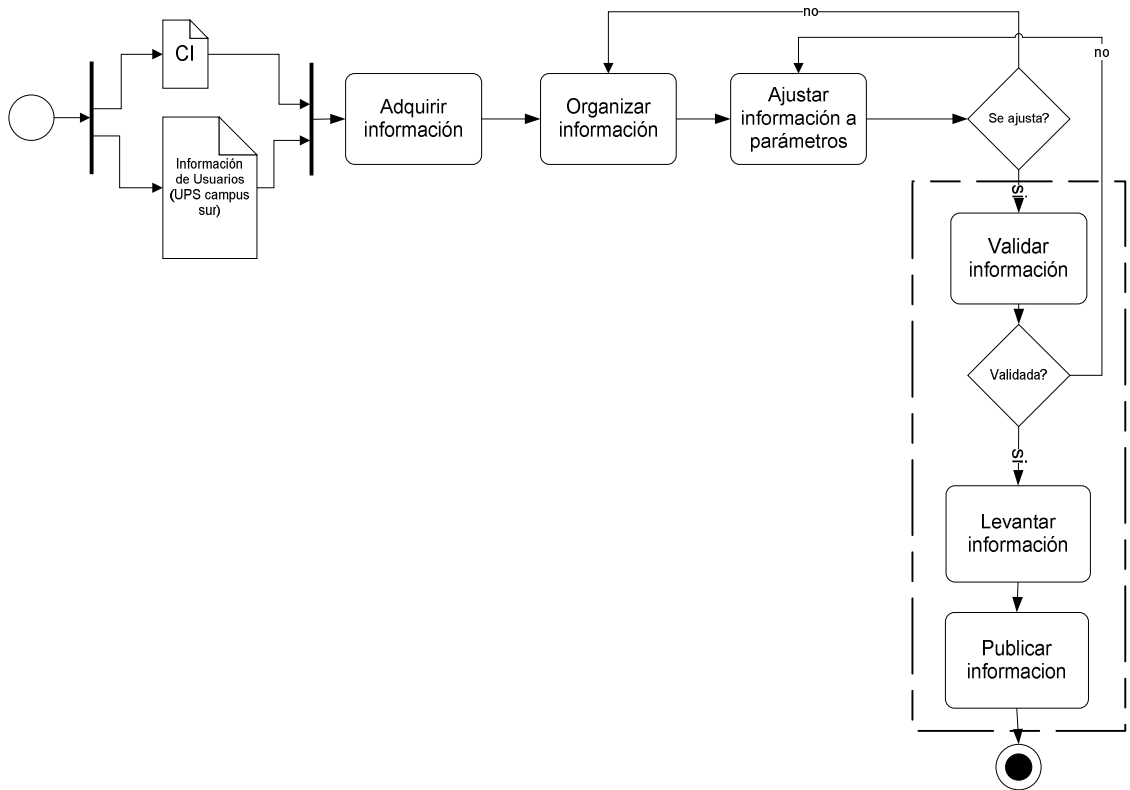 no
no
CI
Adquirir
información
Organizar
información
Ajustar
información a
parámetros
Se ajusta?
Información
de Usuarios
(UPS campus
sur)
si
Validar
información
Validada?
si
Levantar
información
Publicar
informacion